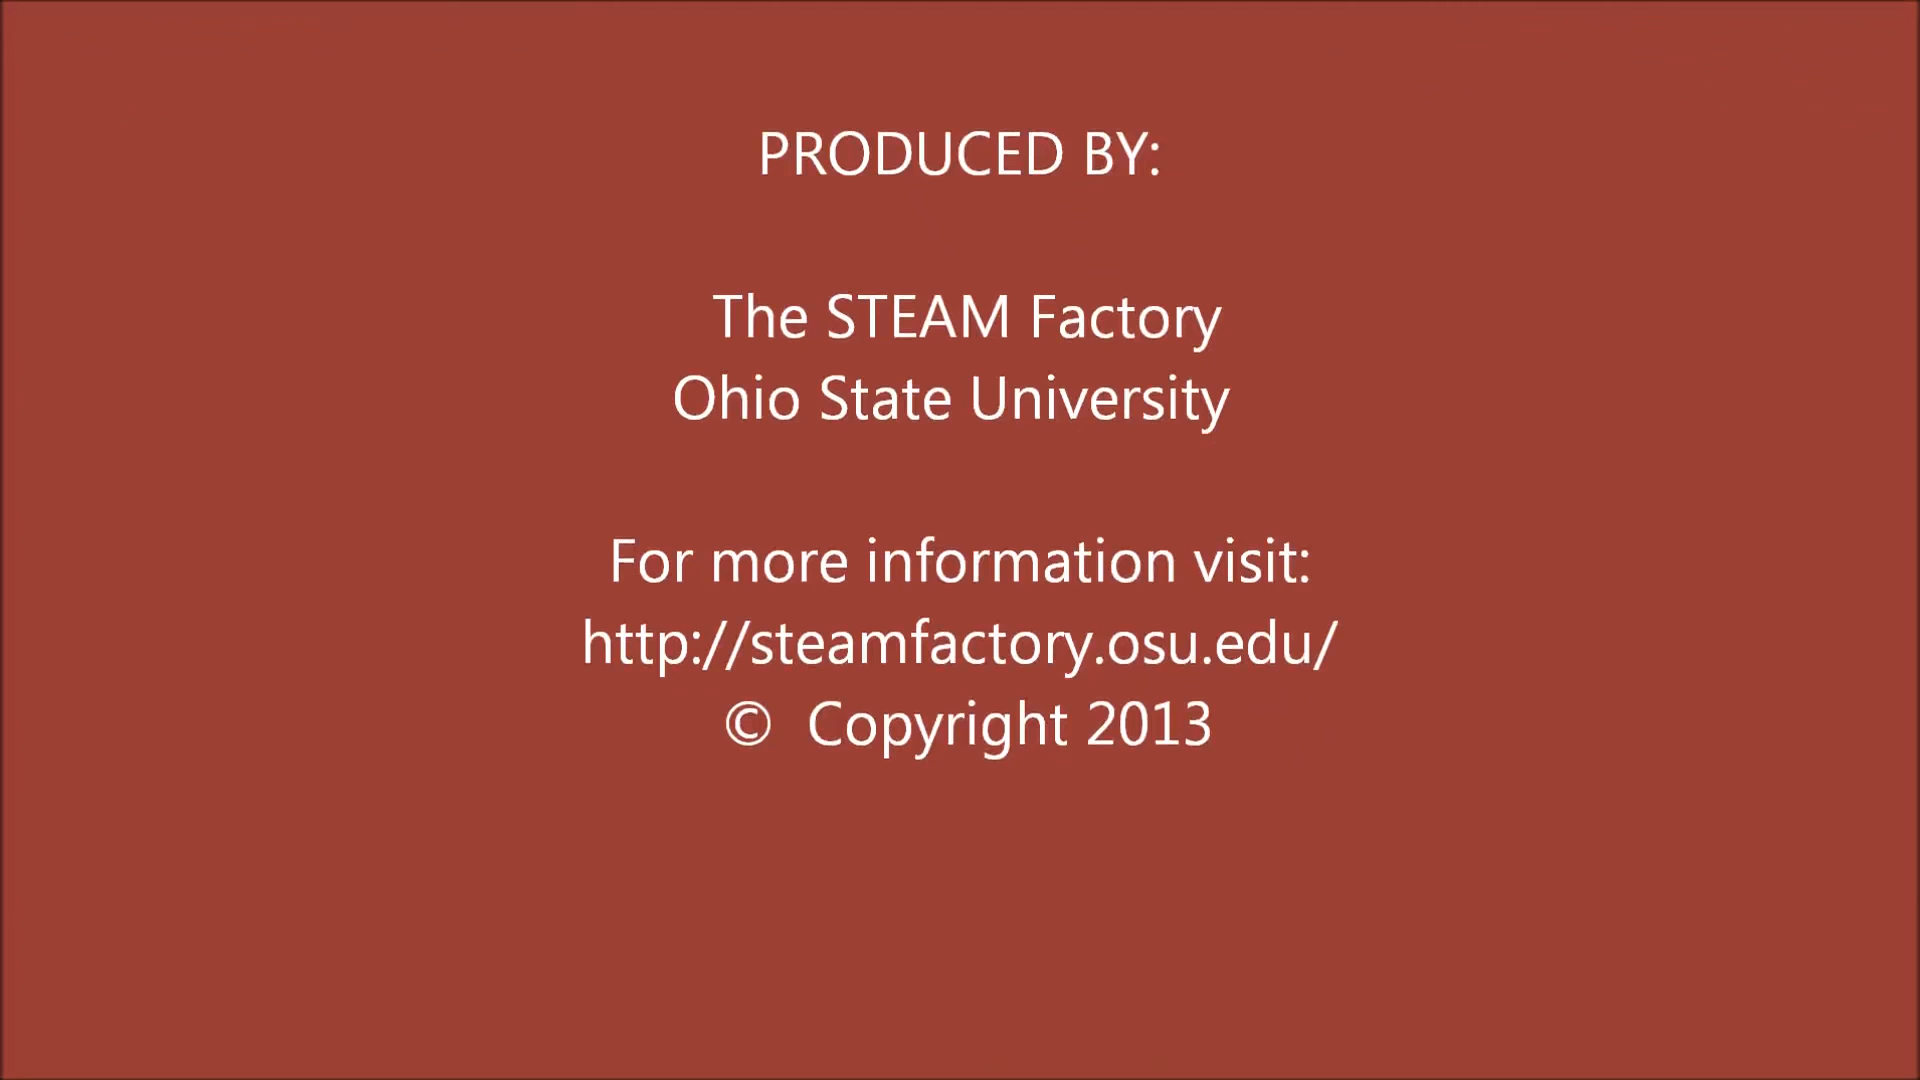 PRODUCED BY:
The STEAM Factory
Ohio State University
For more information visit:
http://steamfactory.osu.edu/
© Copyright 2013